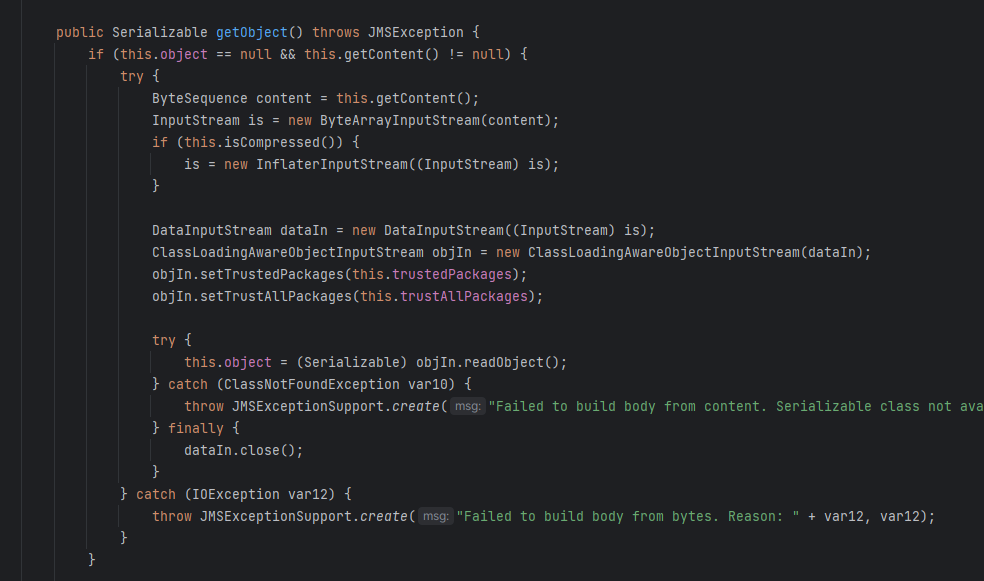 public Serializable getObject() throws JMSException {
if (this.object == null && this.getContent() != null) {
try {
ByteSequence content = this.getContent();
InputStream is = new ByteArrayInputStream(content);
if (this.isCompressed()) {
is = new InflaterInputStream((InputStream) is);
}
DataInputStream dataIn = new DataInputStream((InputStream) is);
ClassLoadingAwareObjectInputStream objIn = new ClassLoadingAwareObjectInputStream(dataIn);
objIn.setTrustedPackages(this.trustedPackages);
objIn.setTrustAllPackages(this.trustAllPackages);
try {
this.object = (Serializable) objIn.readObject();
} catch (ClassNotFoundException var10) {
throw JMSExceptionSupport.create( msg: "Failed to build body from content. Serializable class not ava
} finally {
dataIn.close();
}
} catch (IOException var12) {
throw JMSExceptionSupport.create( msg: "Failed to build body from bytes. Reason: " + var12, var12);
}
}